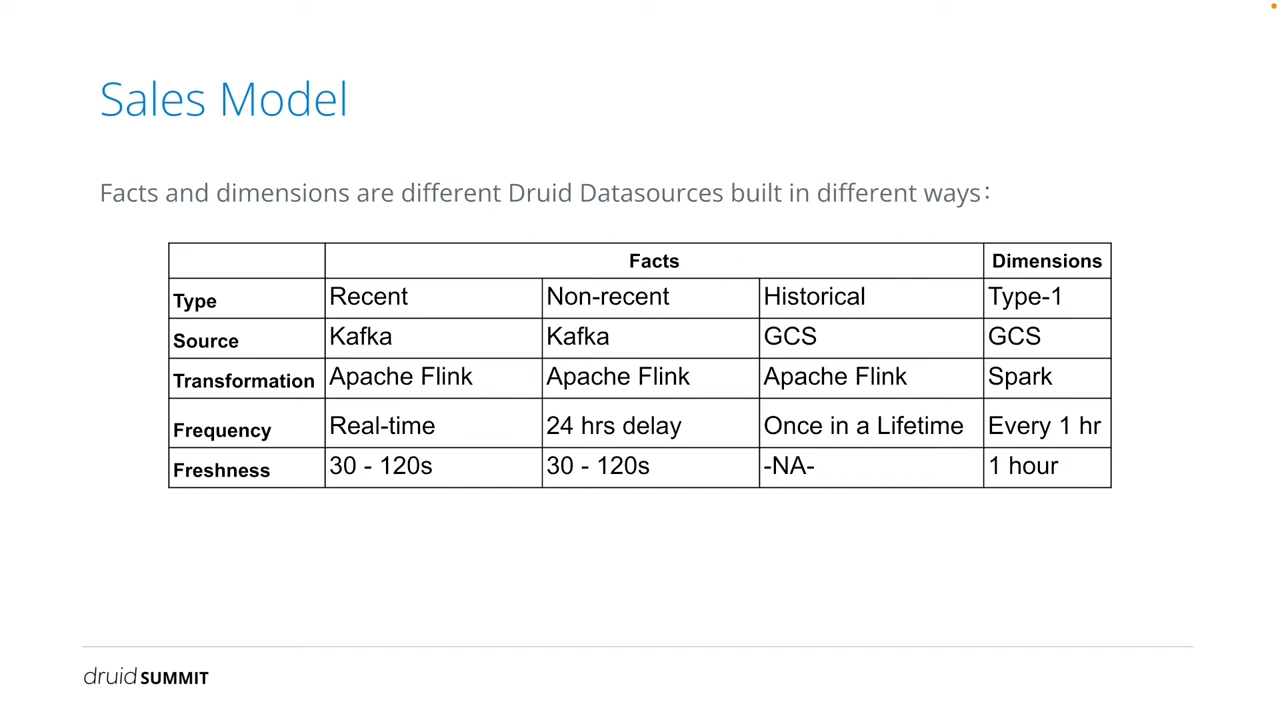 Sales Model
Facts and dimensions are different Druid Datasources built in different ways:
Facts Dimensions
Type Recent Non-recent Historical Type-1
Source Kafka Kafka GCS GCS
Transformation Apache Flink Apache Flink Apache Flink Spark
Frequency Real-time 24 hrs delay Once in a Lifetime Every 1 hr
Freshness 30 - 120s 30 - 120s -NA- 1 hour
druid SUMMIT